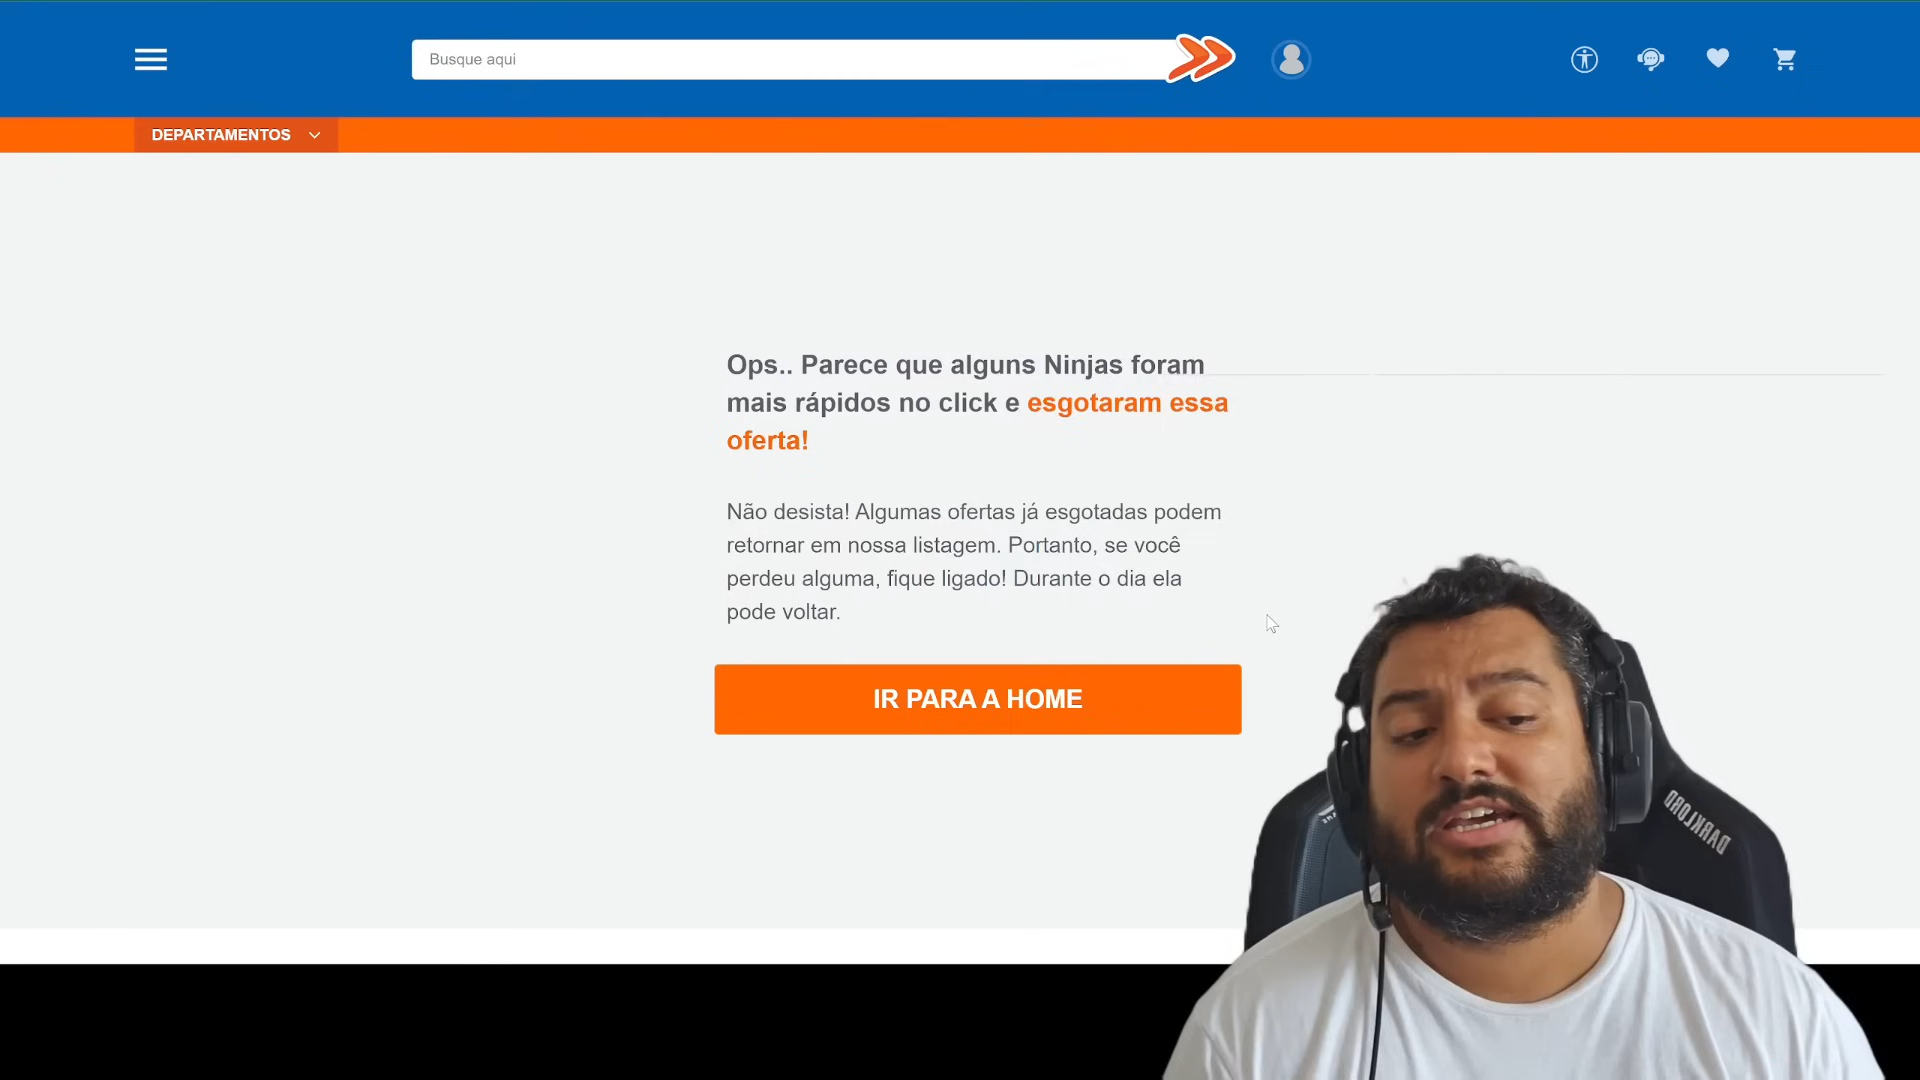 Busque aqui
DEPARTAMENTOS
Ops.. Parece que alguns Ninjas foram
mais rápidos no click e esgotaram essa
oferta!
Não desista! Algumas ofertas já esgotadas podem
retornar em nossa listagem. Portanto, se você
perdeu alguma, fique ligado! Durante o dia ela
pode voltar.
IR PARA A HOME
DARKLORD